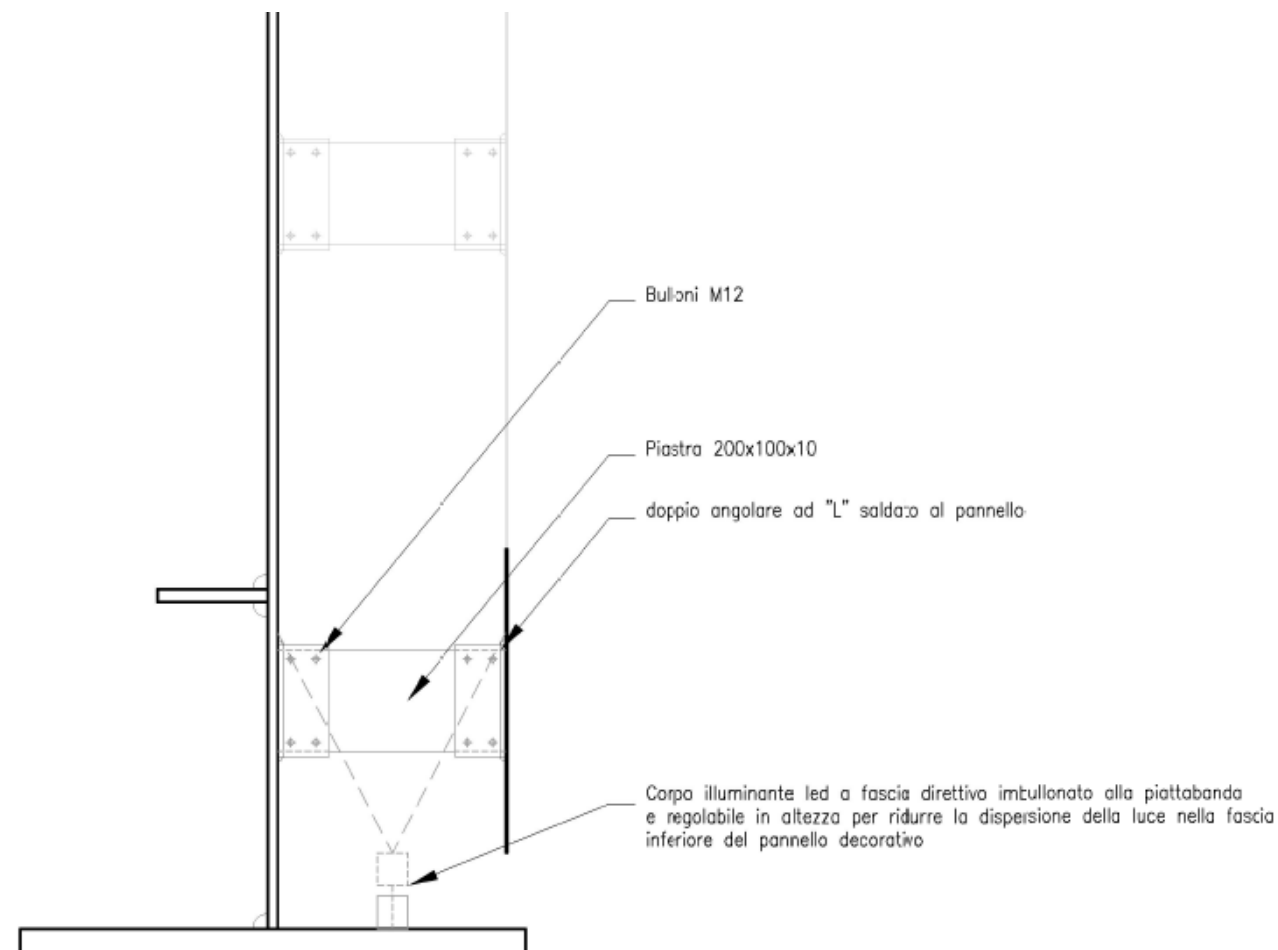 Bulloni M12
Piastra 200x100x10
doppio angolare ad "L" saldato al pannello
Corpo illuminante led a fascia direttivo imbullonato alla piattabanda
e regolabile in altezza per ridurre la dispersione della luce nella fascia
inferiore del pannello decorativo